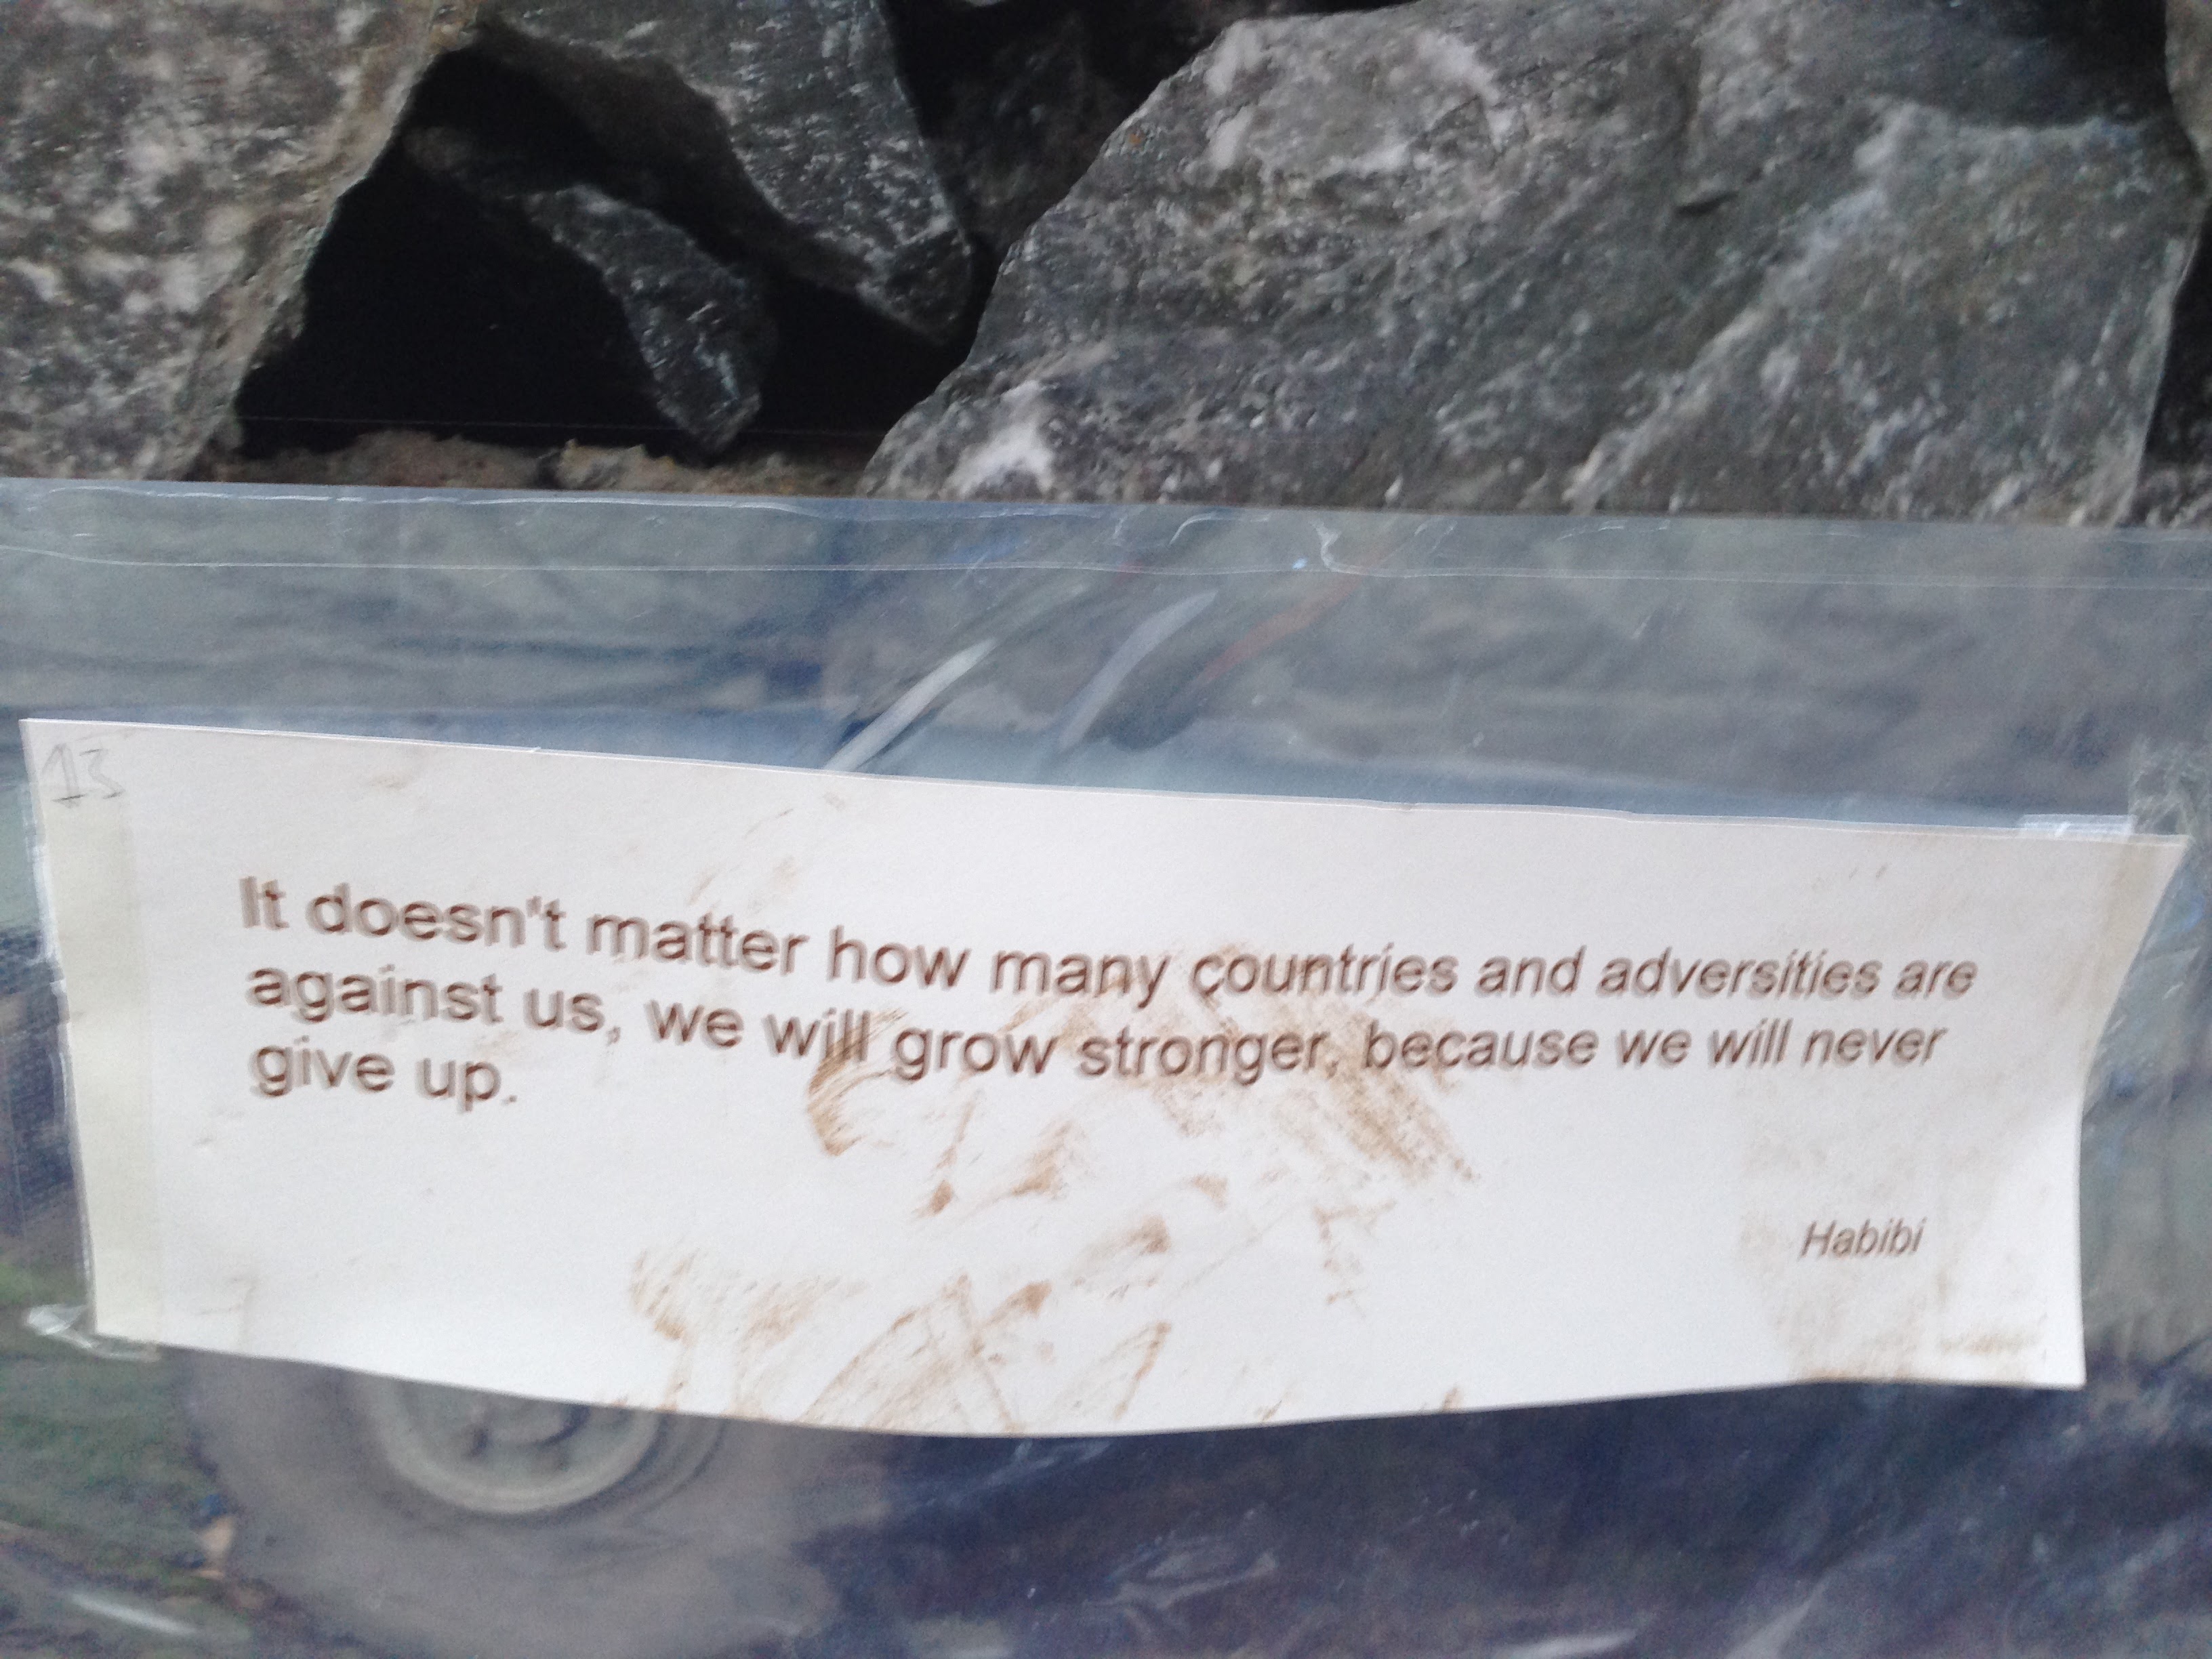 13
It doesn't matter how many countries and adversities are
against us, we will grow stronger, because we will never
give up.
Habibi